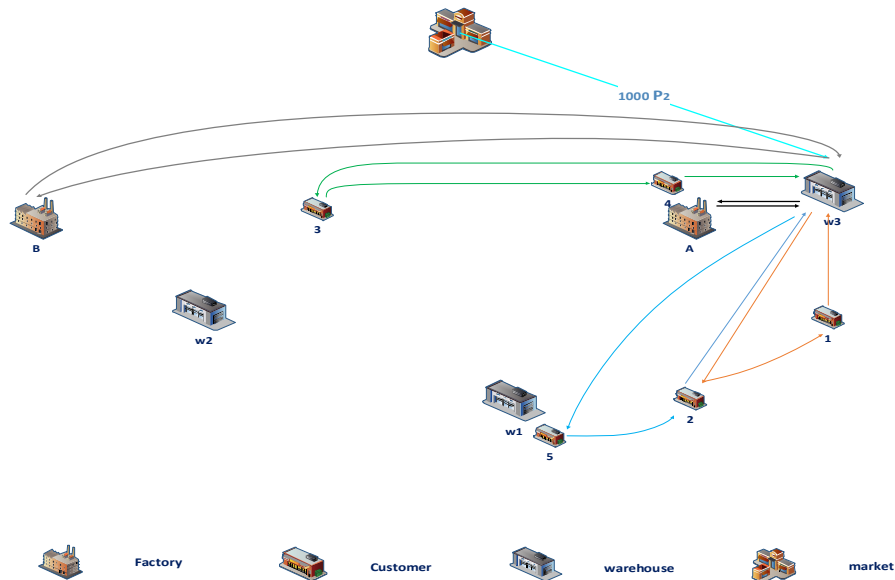 1000 P2
4
B
3
A
w3
w2
1
w1
2
5
Factory
Customer
warehouse
market